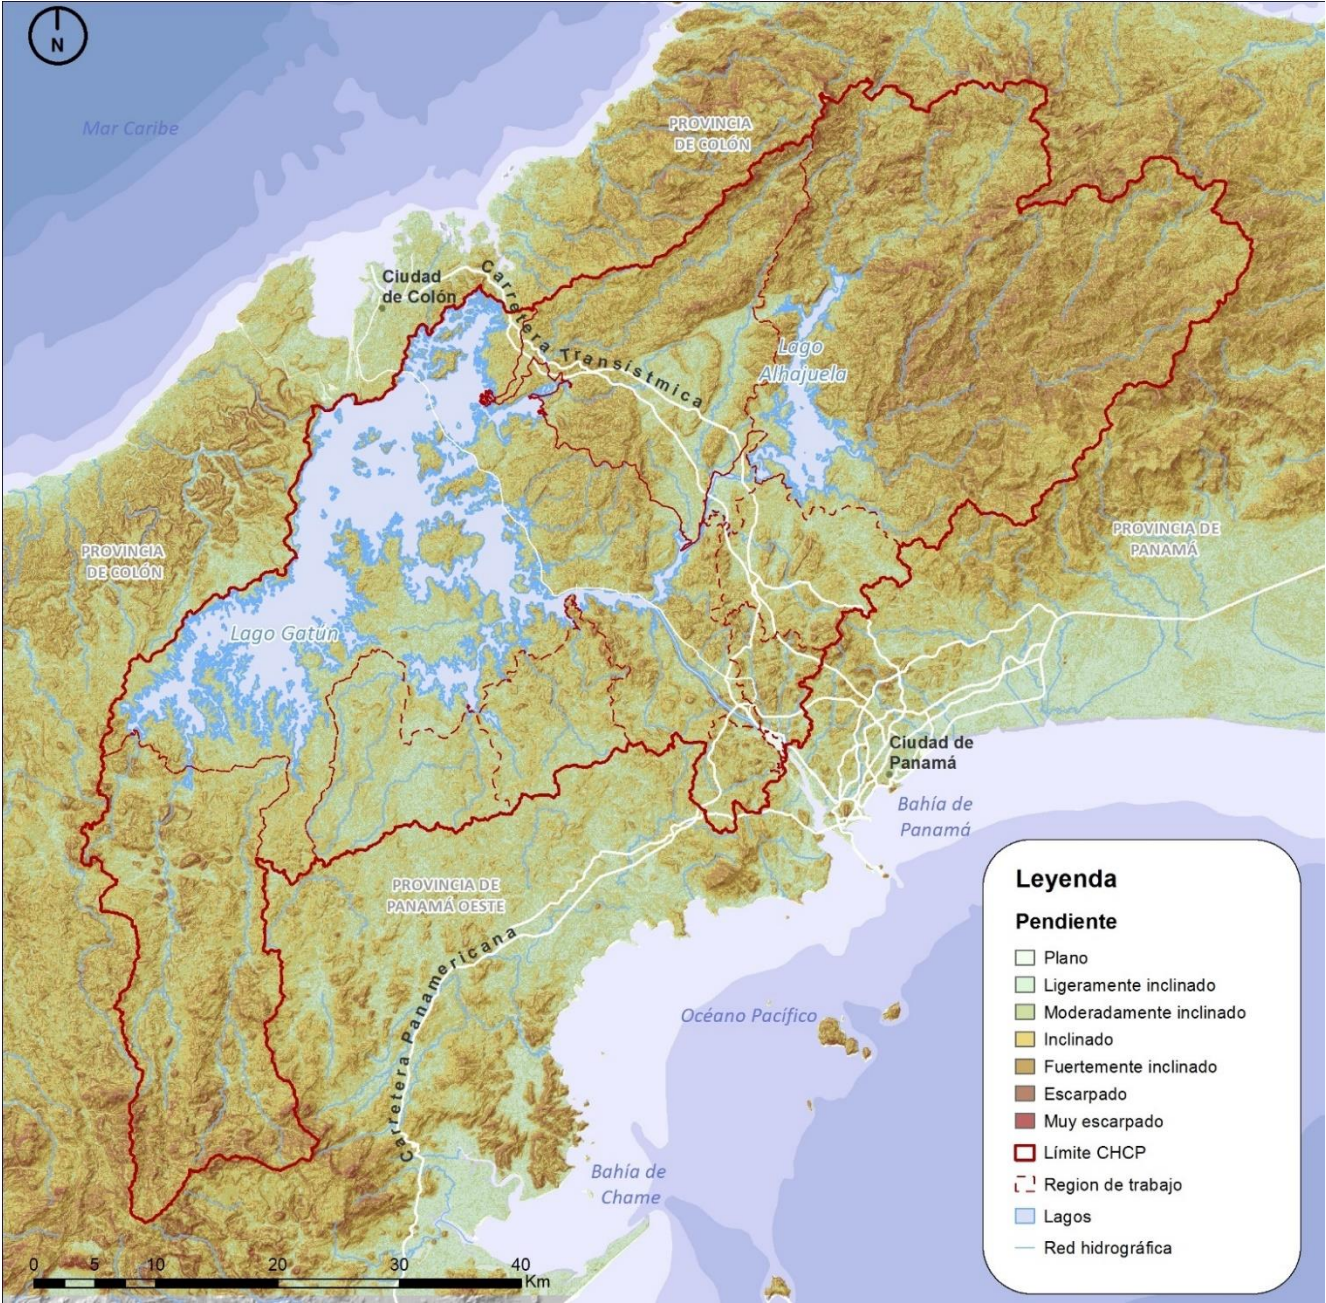 N
Mar Caribe
PROVINCIA
DE COLÓN
Ciudad
de Colón
Carretera Transístmica
Lago
Alhajuela
PROVINCIA DE
PANAMÁ
PROVINCIA
DE COLÓN
Lago Gatún
Ciudad de
Panamá
Bahía de
Panamá
PROVINCIA DE
PANAMÁ OESTE
Carretera Panamericana
Océano Pacífico
Bahía de
Chame
Leyenda
Pendiente
Plano
Ligeramente inclinado
Moderadamente inclinado
Inclinado
Fuertemente inclinado
Escarpado
Muy escarpado
Límite CHCP
Region de trabajo
Lagos
Red hidrográfica
0 5 10 20 30 40
Km